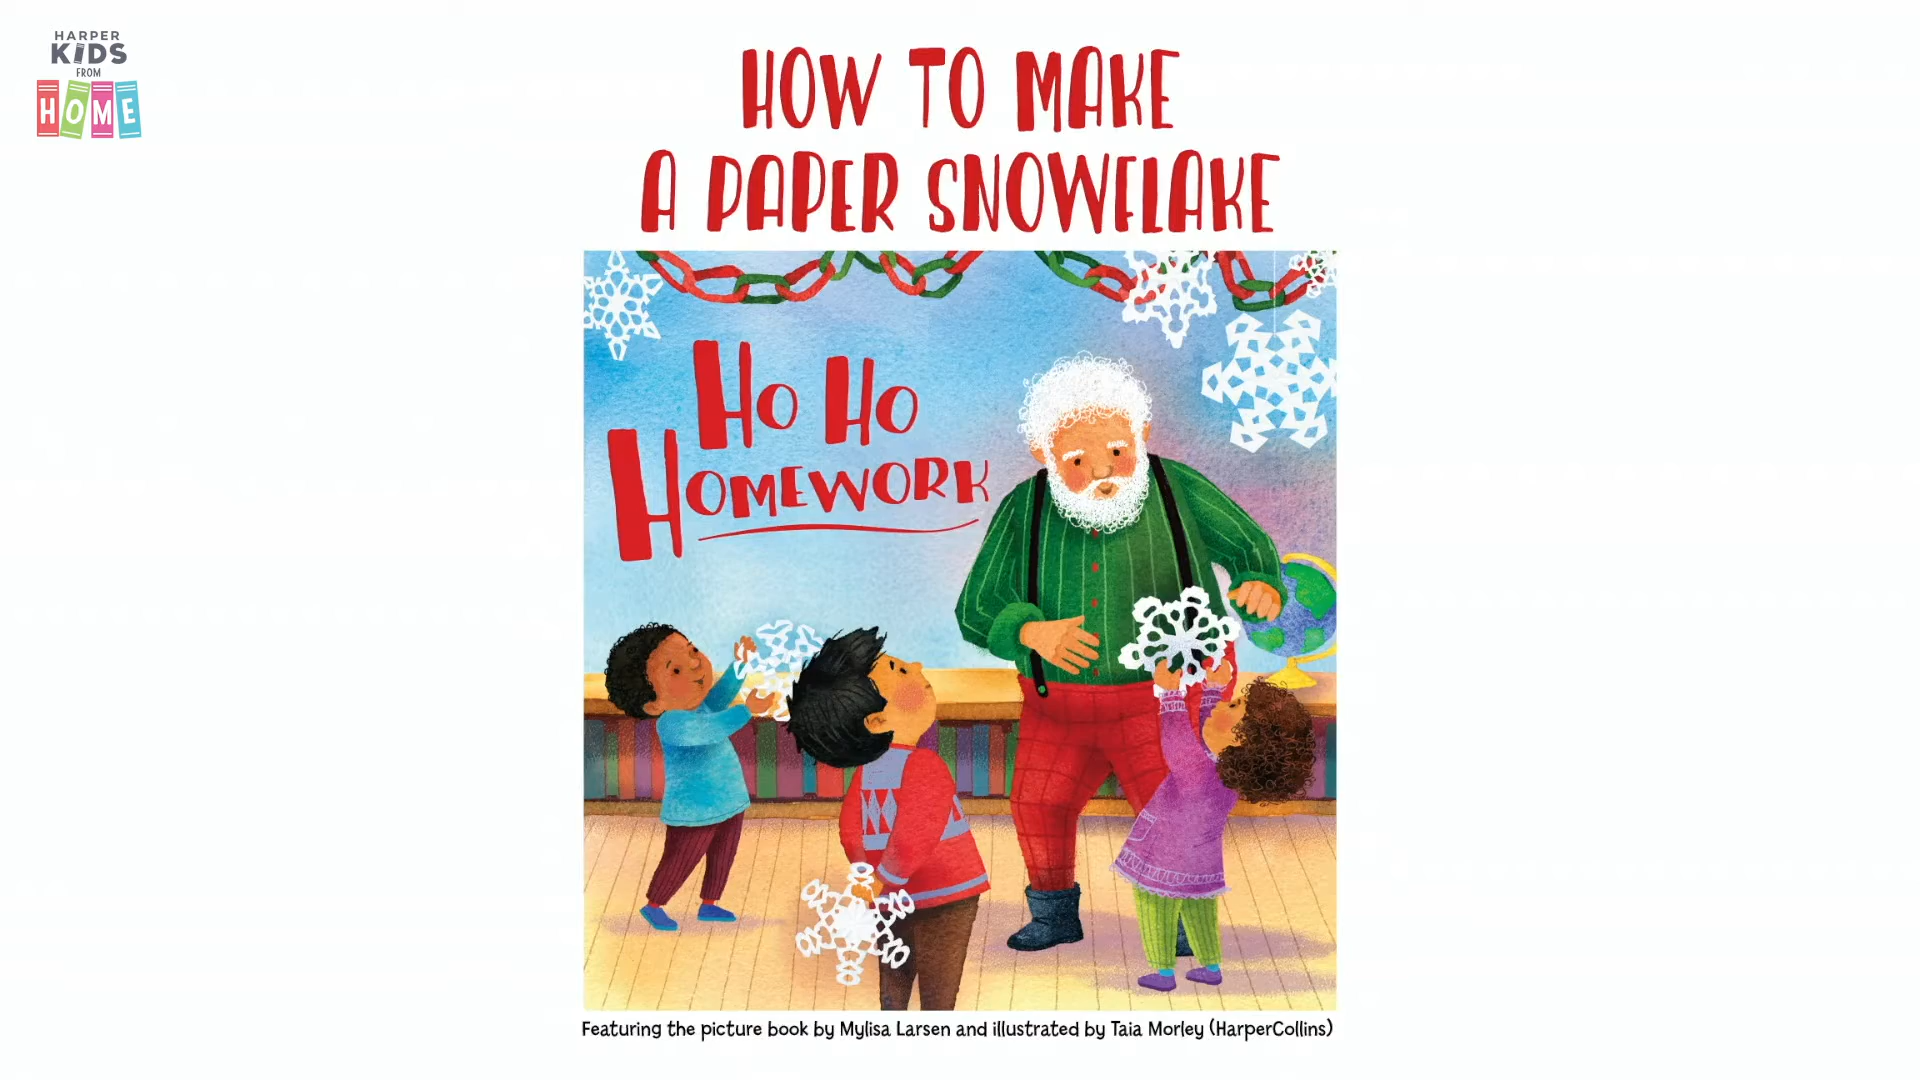 HARPER
KIDS
FROM
HOME
HOW TO MAKE
A PAPER SNOWFLAKE
HO HO
HOMEWORK
Featuring the picture book by Mylisa Larsen and illustrated by Taia Morley (HarperCollins)